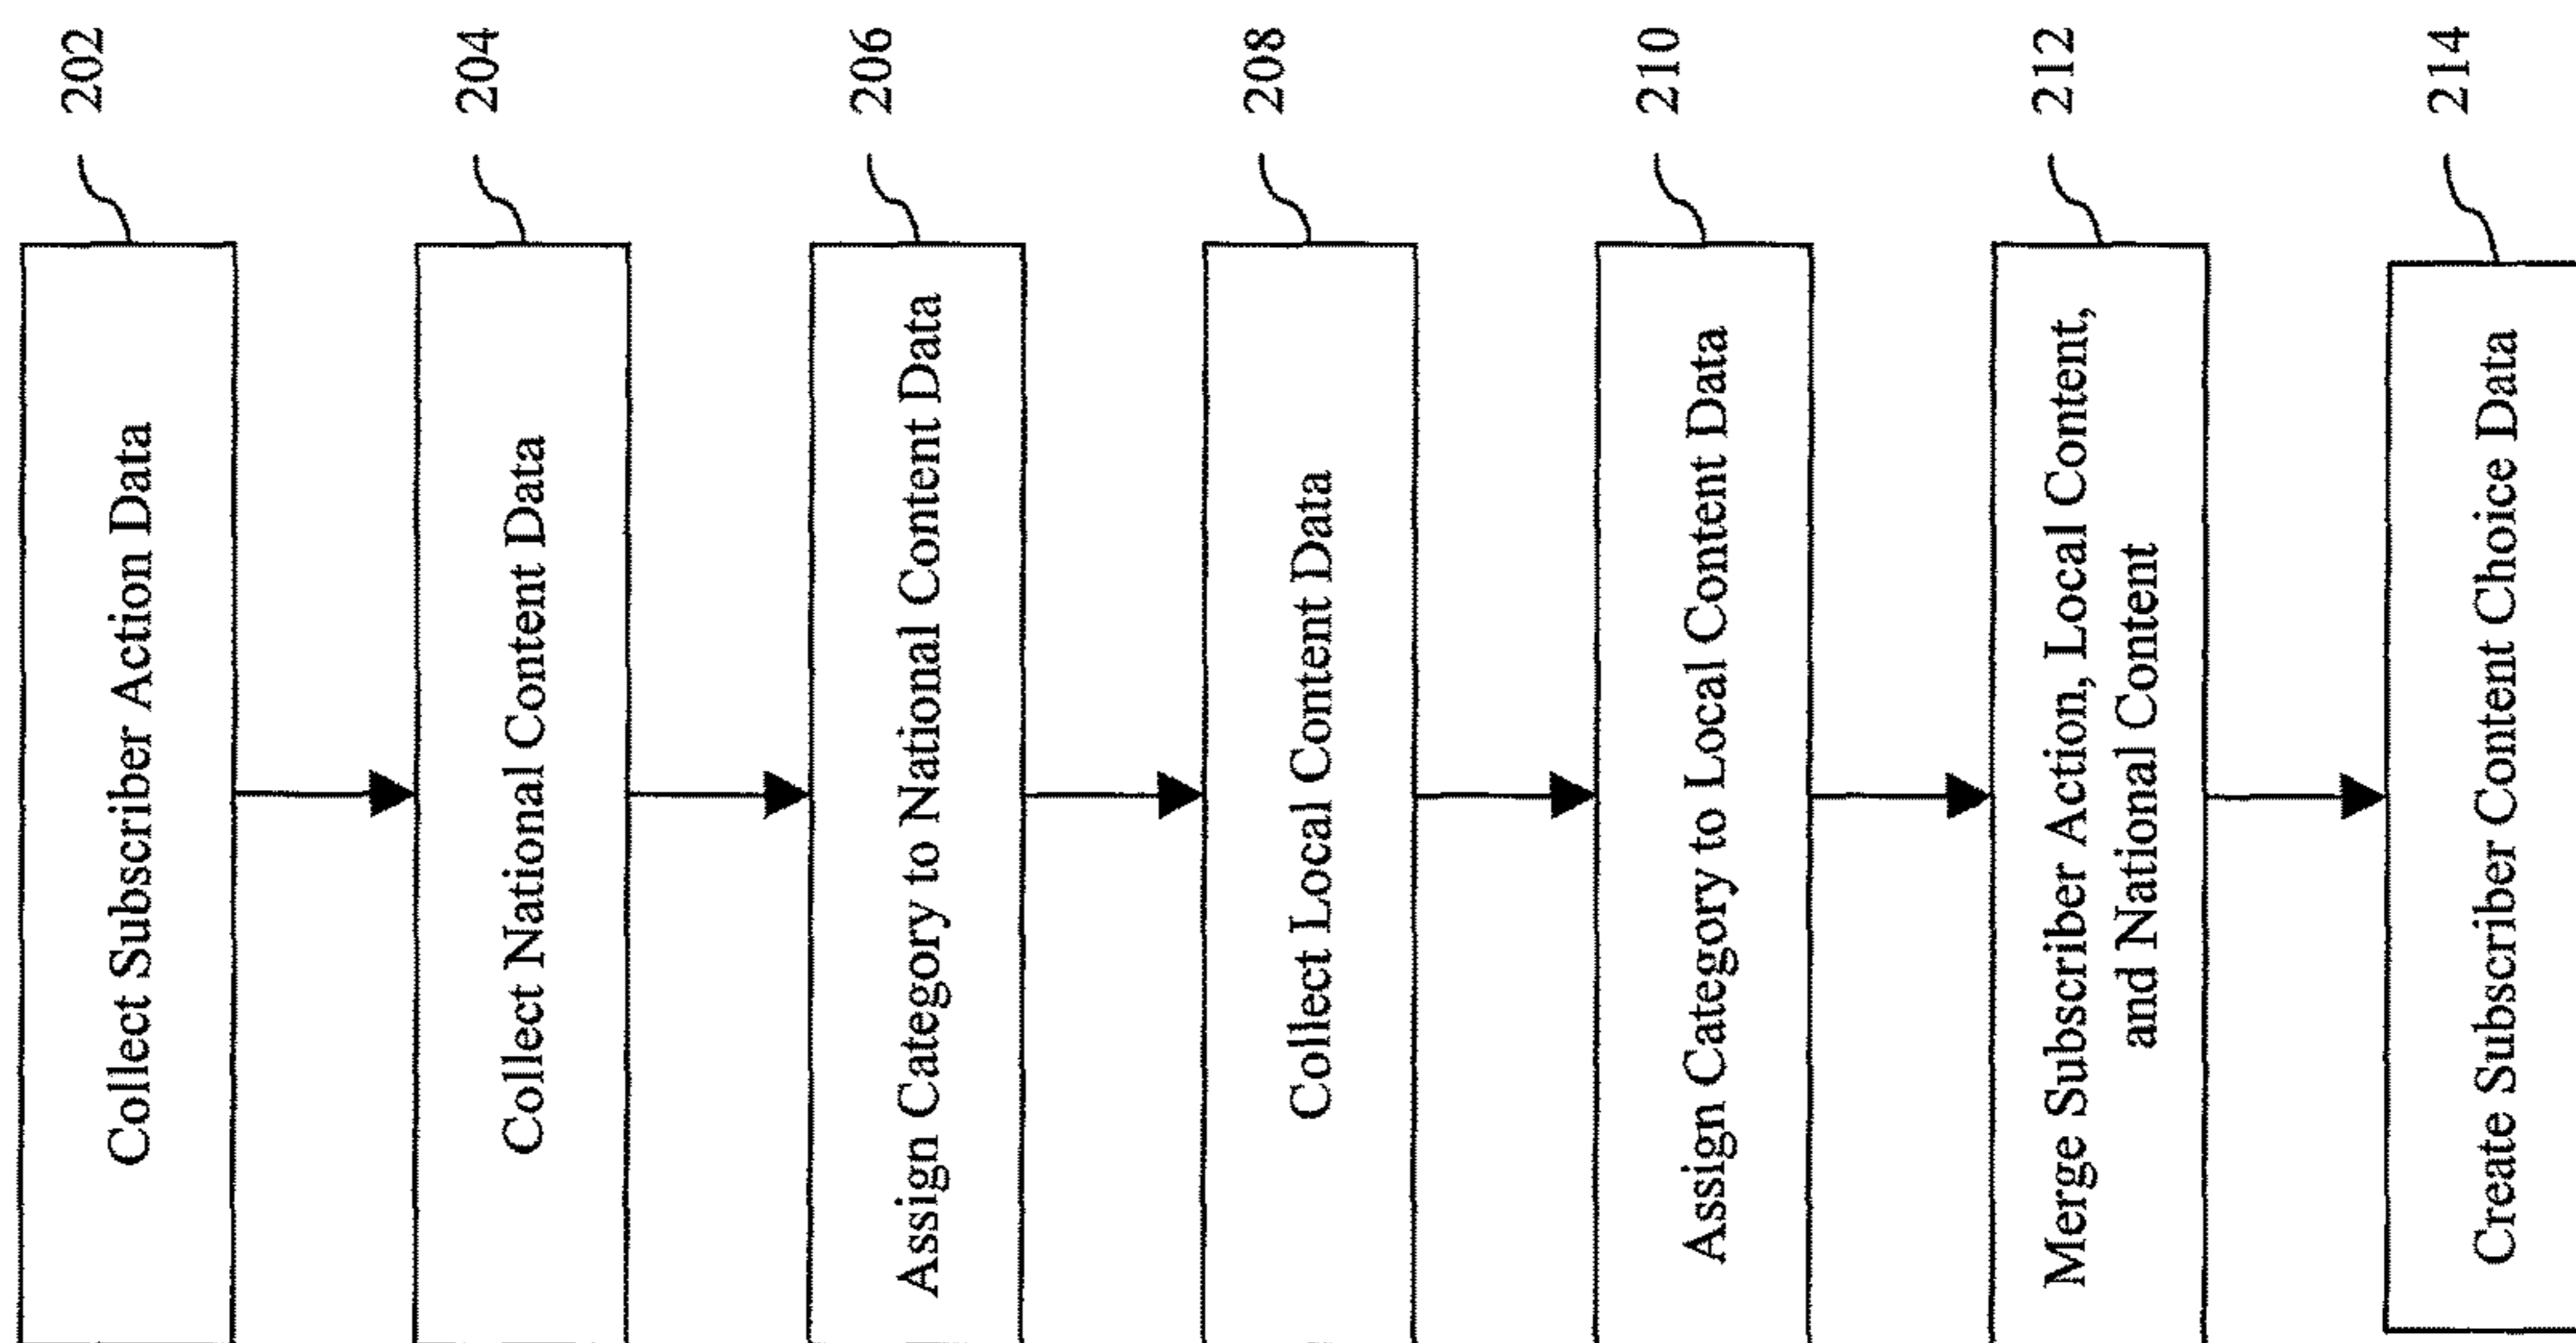 Collect Subscriber Action Data
202
Collect National Content Data
204
Assign Category to National Content Data
206
Collect Local Content Data
208
Assign Category to Local Content Data
210
Merge Subscriber Action, Local Content,
and National Content
212
Create Subscriber Content Choice Data
214